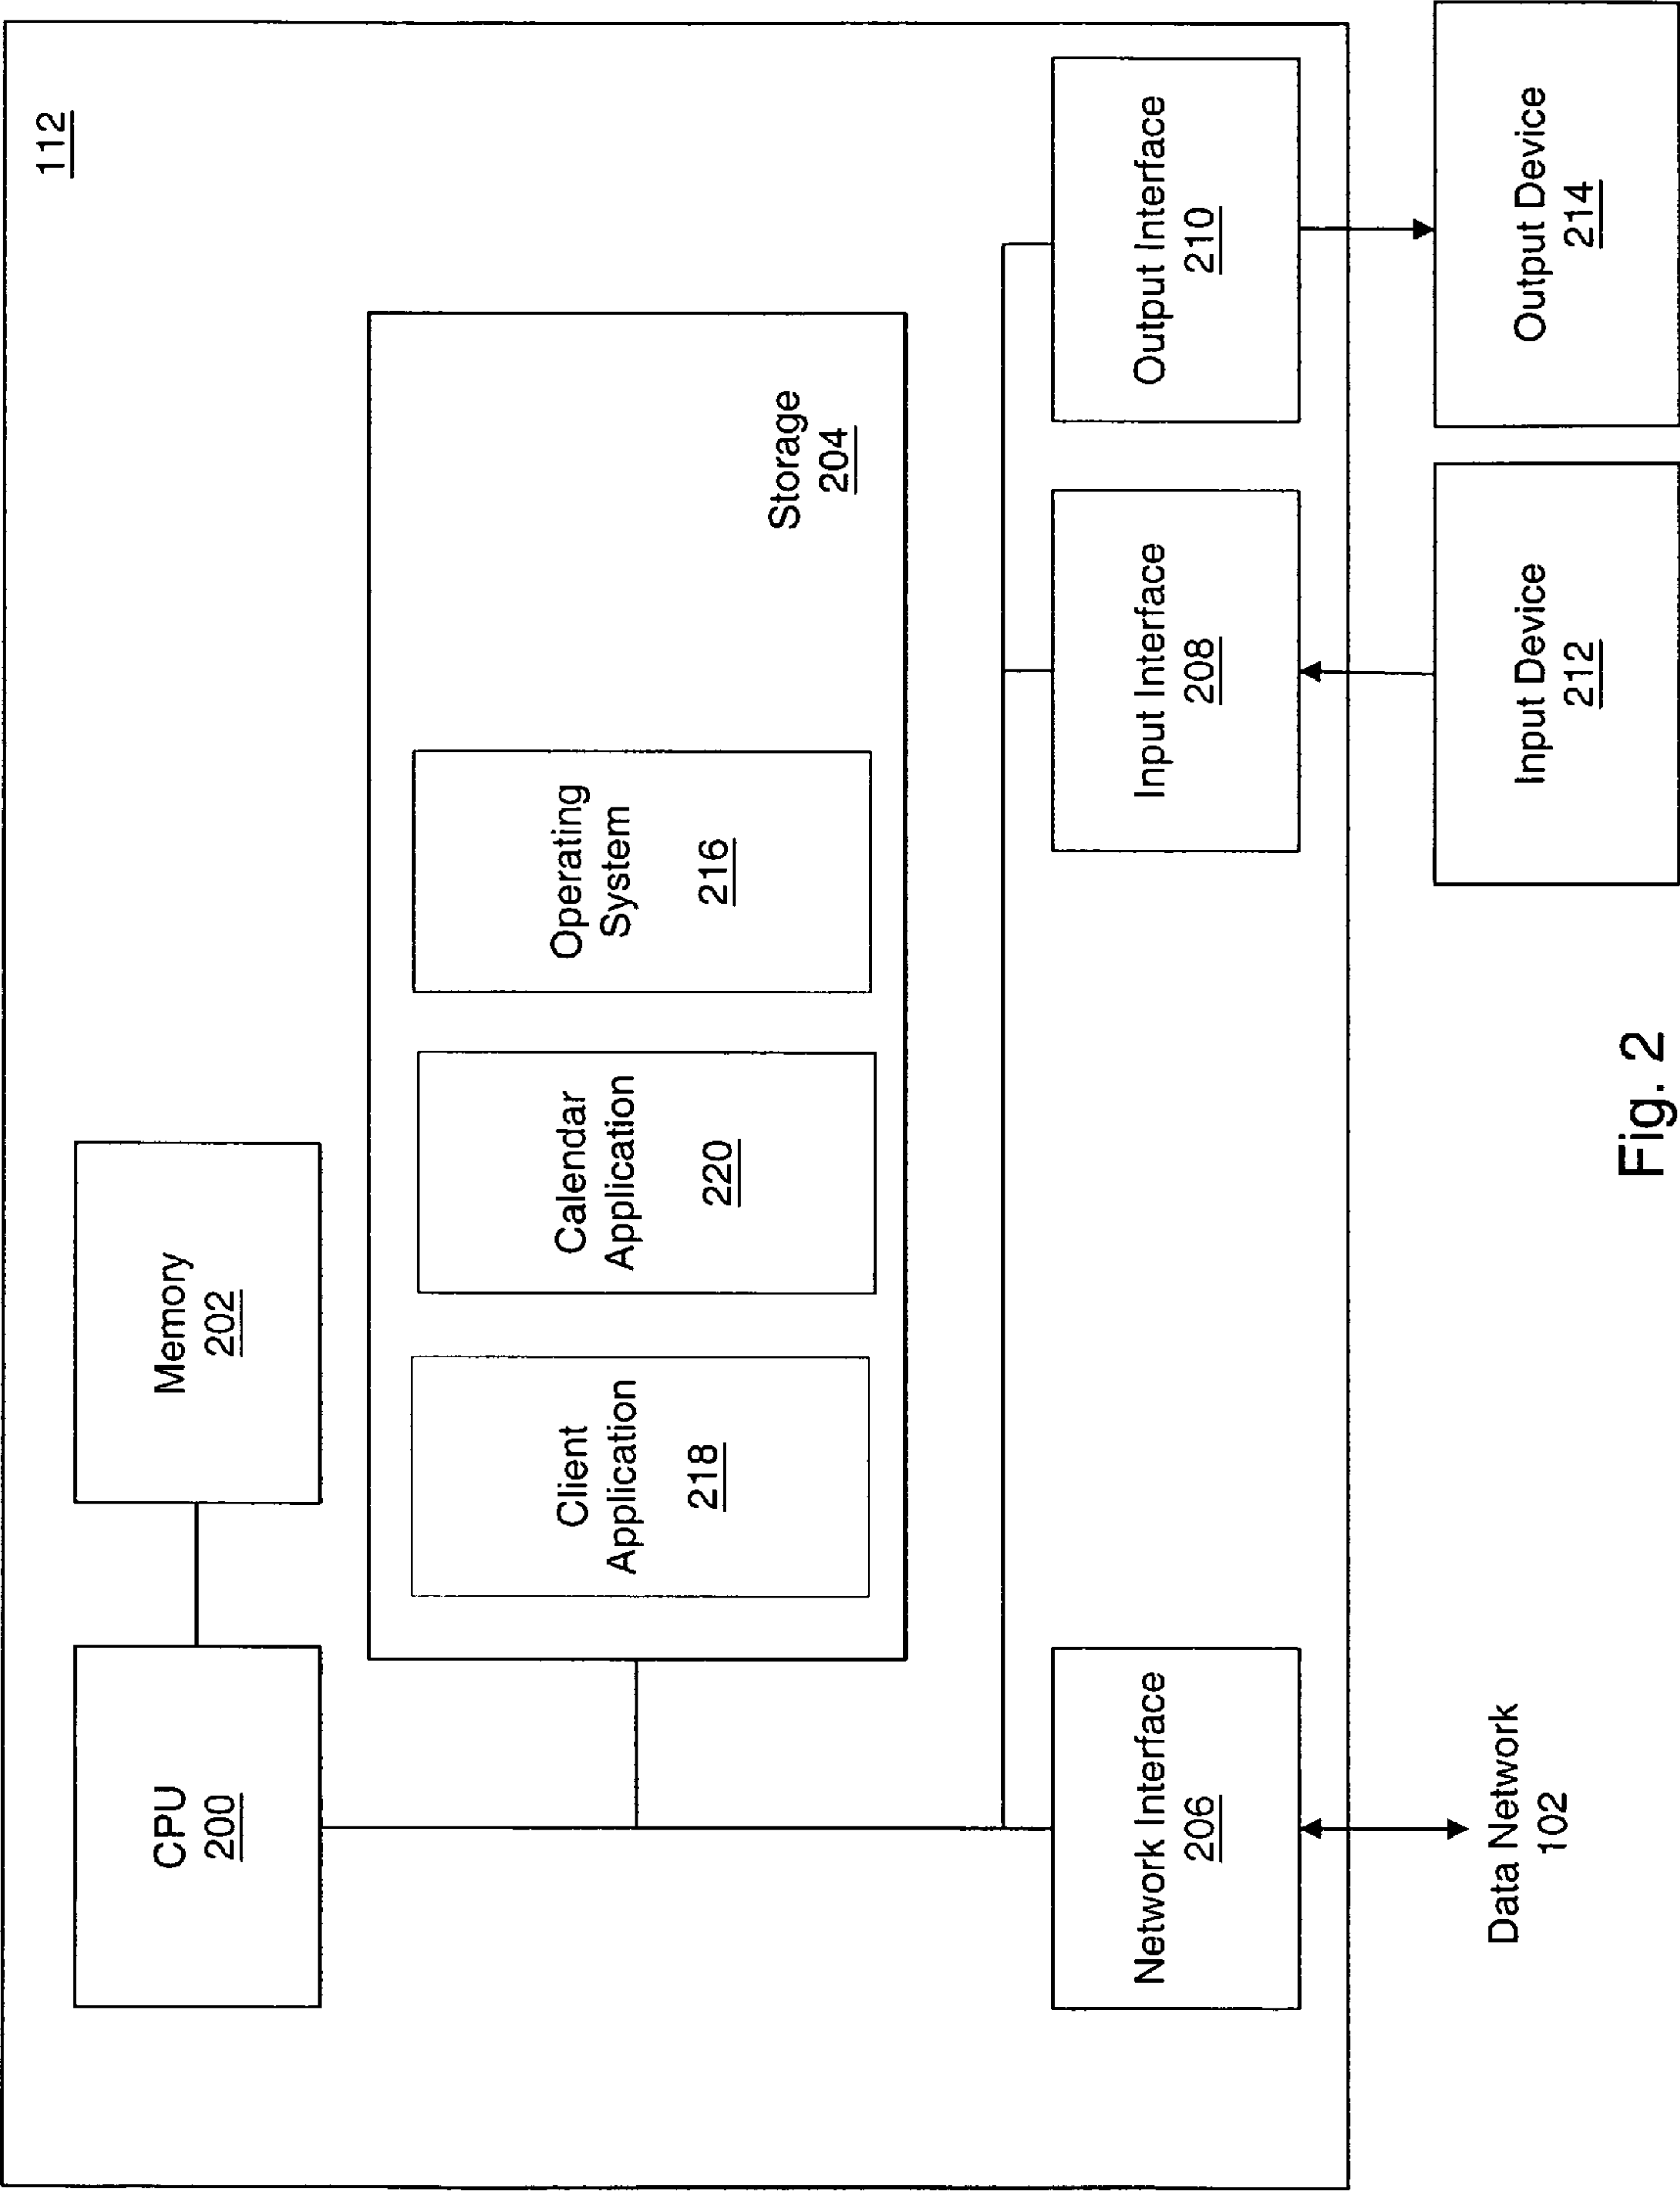 112
CPU
200
Memory
202
Client
Application
218
Calendar
Application
220
Operating
System
216
Storage
204
Network Interface
206
Input Interface
208
Output Interface
210
Data Network
102
Input Device
212
Output Device
214
Fig. 2